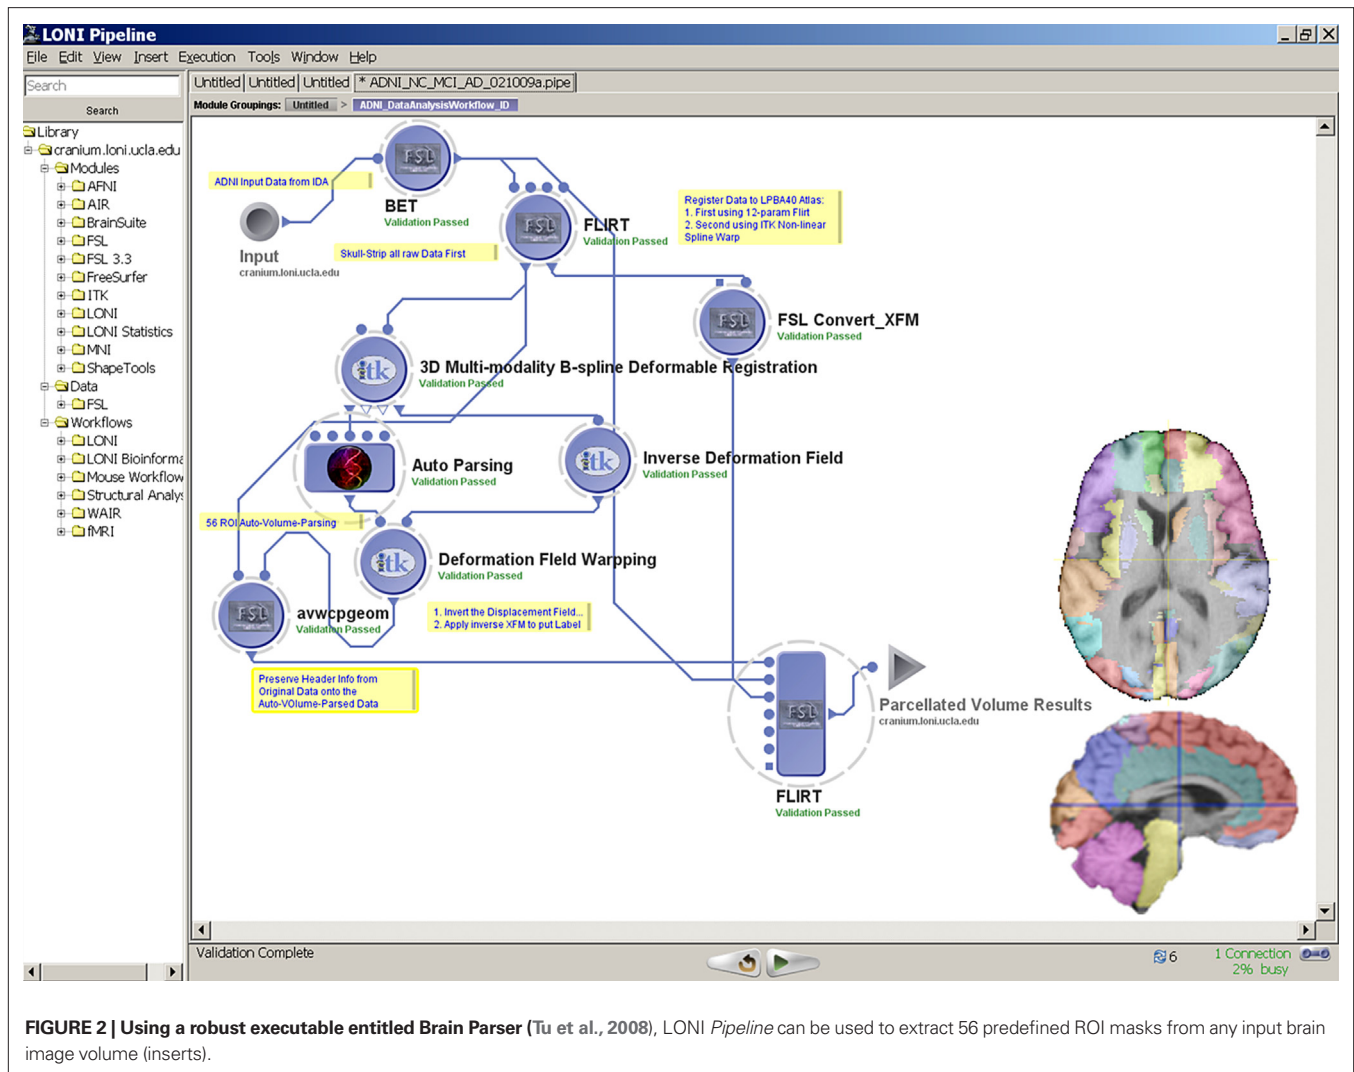 LONI Pipeline
File Edit View Insert Execution Tools Window Help
Search
Search
Library
cranium.loni.ucla.edu
Modules
AFNI
AIR
BrainSuite
FSL
FSL 3.3
FreeSurfer
ITK
LONI
LONI Statistics
MNI
ShapeTools
Data
FSL
Workflows
LONI
LONI Bioinforma
Mouse Workflow
Structural Analys
WAIR
fMRI
Untitled Untitled Untitled * ADNI_NC_MCI_AD_021009a.pipe
Module Groupings: Untitled > ADNI_DataAnalysisWorkflow_ID
FSL
ADNI Input Data from IDA
BET
Validation Passed
Input
cranium.loni.ucla.edu
FSL
FLIRT
Validation Passed
Skull-Strip all raw Data First
Register Data to LPBA40 Atlas:
1. First using 12-param Flirt
2. Second using ITK Non-linear
Spline Warp
FSL
FSL Convert_XFM
Validation Passed
itk
3D Multi-modality B-spline Deformable Registration
Validation Passed
Auto Parsing
Validation Passed
itk
Inverse Deformation Field
Validation Passed
56 ROI Auto-Volume-Parsing
itk
Deformation FIeld Warpping
Validation Passed
FSL
avwcpgeom
Validation Passed
1. Invert the Displacement Field...
2. Apply inverse XFM to put Label
Preserve Header Info from
Original Data onto the
Auto-VOlume-Parsed Data
FSL
FLIRT
Validation Passed
Parcellated Volume Results
cranium.loni.ucla.edu
Validation Complete
6
1 Connection
2% busy
FIGURE 2 | Using a robust executable entitled Brain Parser (Tu et al., 2008), LONI Pipeline can be used to extract 56 predefined ROI masks from any input brain
image volume (inserts).